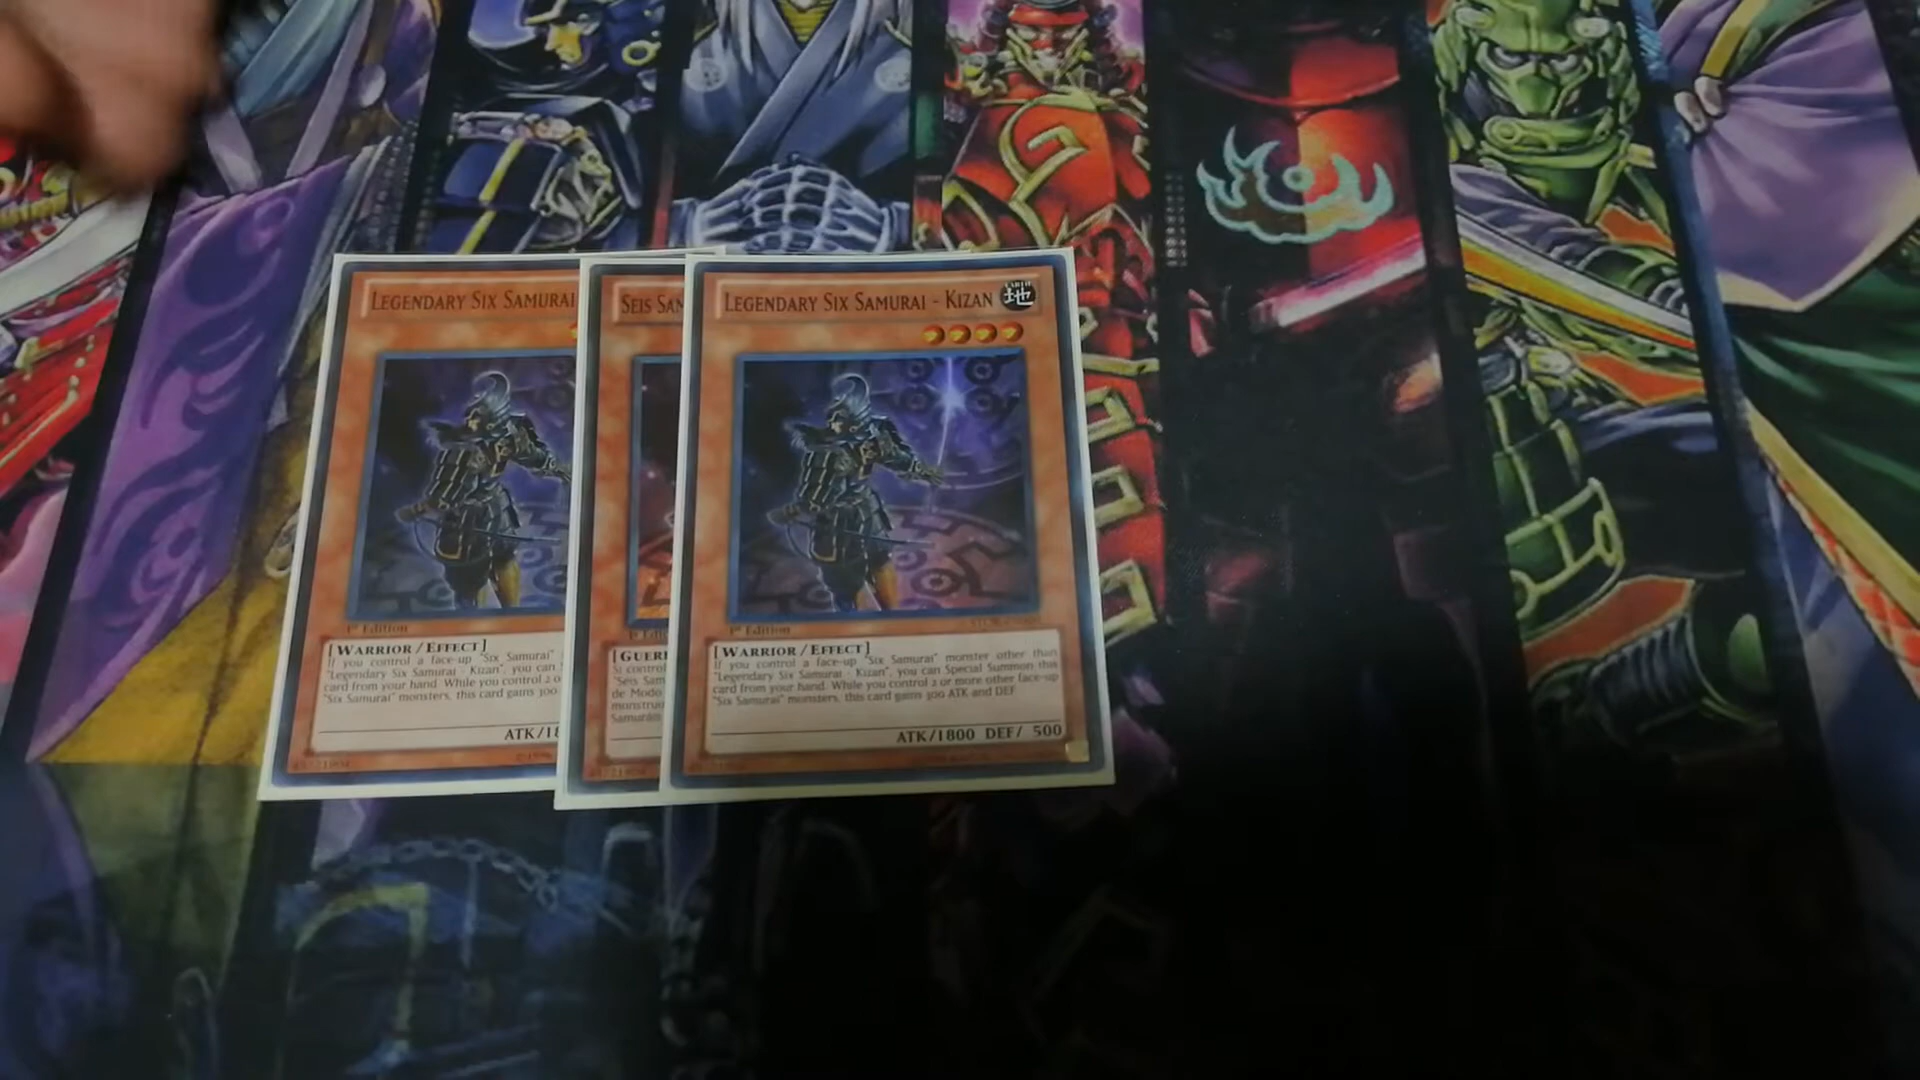 LEGENDARY SIX SAMURAI
1st Edition
[WARRIOR/EFFECT]
If you control a face-up "Six Samurai"
"Legendary Six Samurai - Kizan", you can
card from your hand. While you control 2 o
"Six Samurai" monsters, this card gains 300
ATK/18
SEIS SAM
[GUERR
Si control
"Seis Sam
de Modo
monstruo
Samurái
LEGENDARY SIX SAMURAI - KIZAN
EARTH
地
1st Edition
[WARRIOR/EFFECT]
If you control a face-up "Six Samurai" monster other than
"Legendary Six Samurai - Kizan", you can Special Summon this
card from your hand. While you control 2 or more other face-up
"Six Samurai" monsters, this card gains 300 ATK and DEF
ATK/1800 DEF/ 500